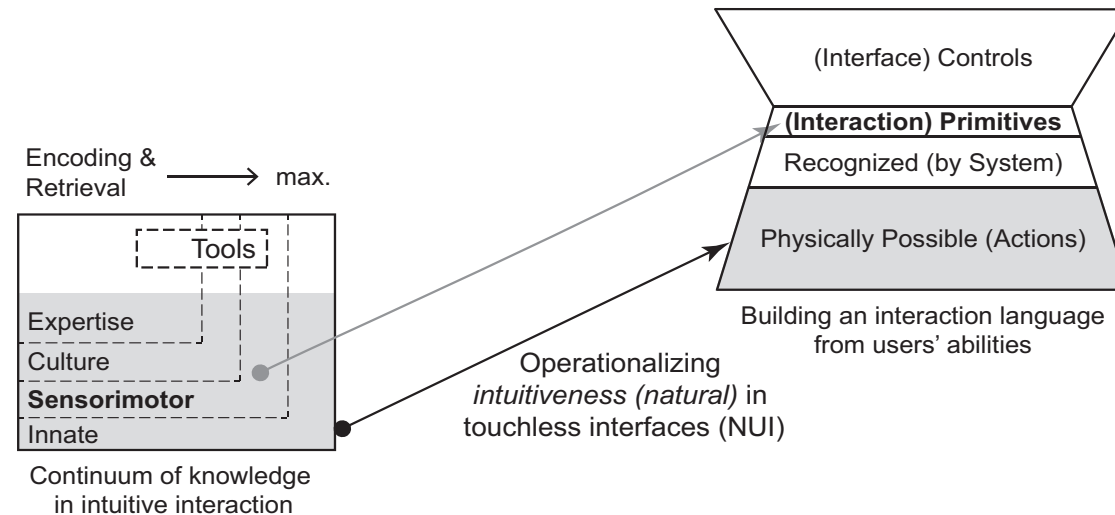 Encoding &
Retrieval
max.
Tools
Expertise
Culture
Sensorimotor
Innate
Continuum of knowledge
in intuitive interaction
Operationalizing
intuitiveness (natural) in
touchless interfaces (NUI)
(Interface) Controls
(Interaction) Primitives
Recognized (by System)
Physically Possible (Actions)
Building an interaction language
from users’ abilities